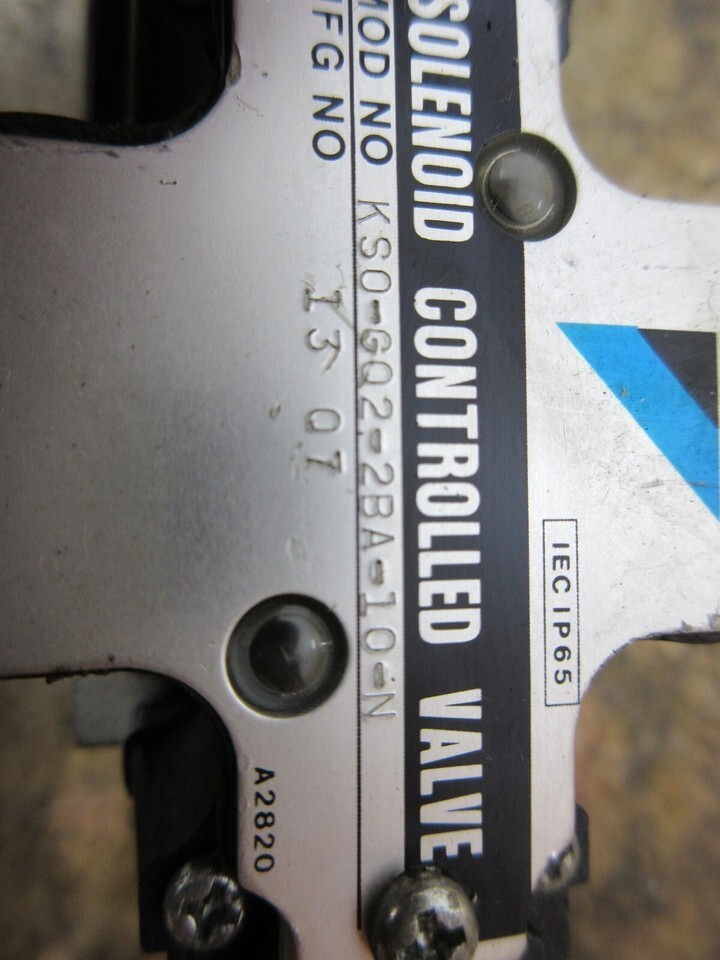 IEC IP65
SOLENOID CONTROLLED VALVE
MOD NO KSO-G02-2BA-10-N
MFG NO 13 07
A2820